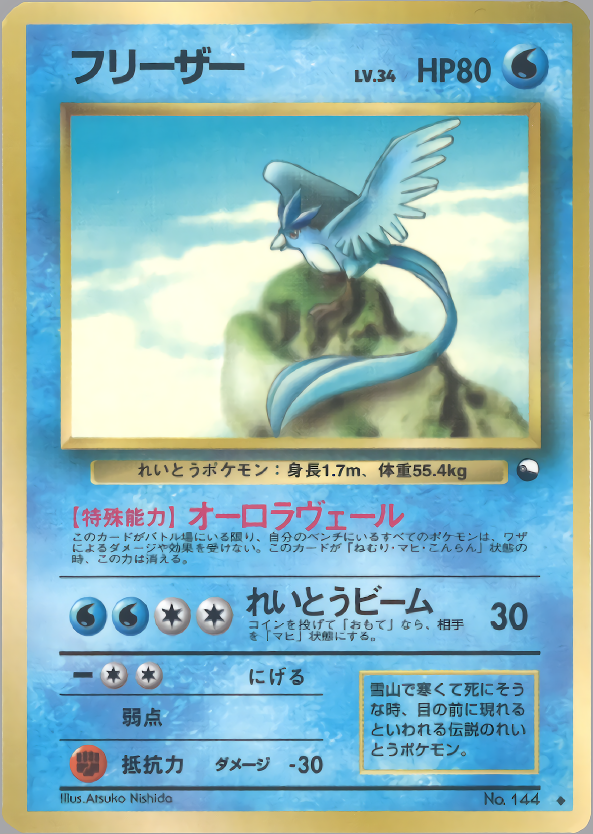 フリーザー LV.34 HP80
れいとうポケモン：身長1.7m、体重55.4kg
【特殊能力】オーロラヴェール
このカードがバトル場にいる限り、自分のベンチにいるすべてのポケモンは、ワザ
によるダメージや効果を受けない。このカードが「ねむり・マヒ・こんらん」状態の
時、この力は消える。
れいとうビーム 30
コインを投げて「おもて」なら、相手
を「マヒ」状態にする。
にげる
弱点
抵抗力 ダメージ -30
雪山で寒くて死にそう
な時、目の前に現れる
といわれる伝説のれい
とうポケモン。
Illus.Atsuko Nishida No. 144